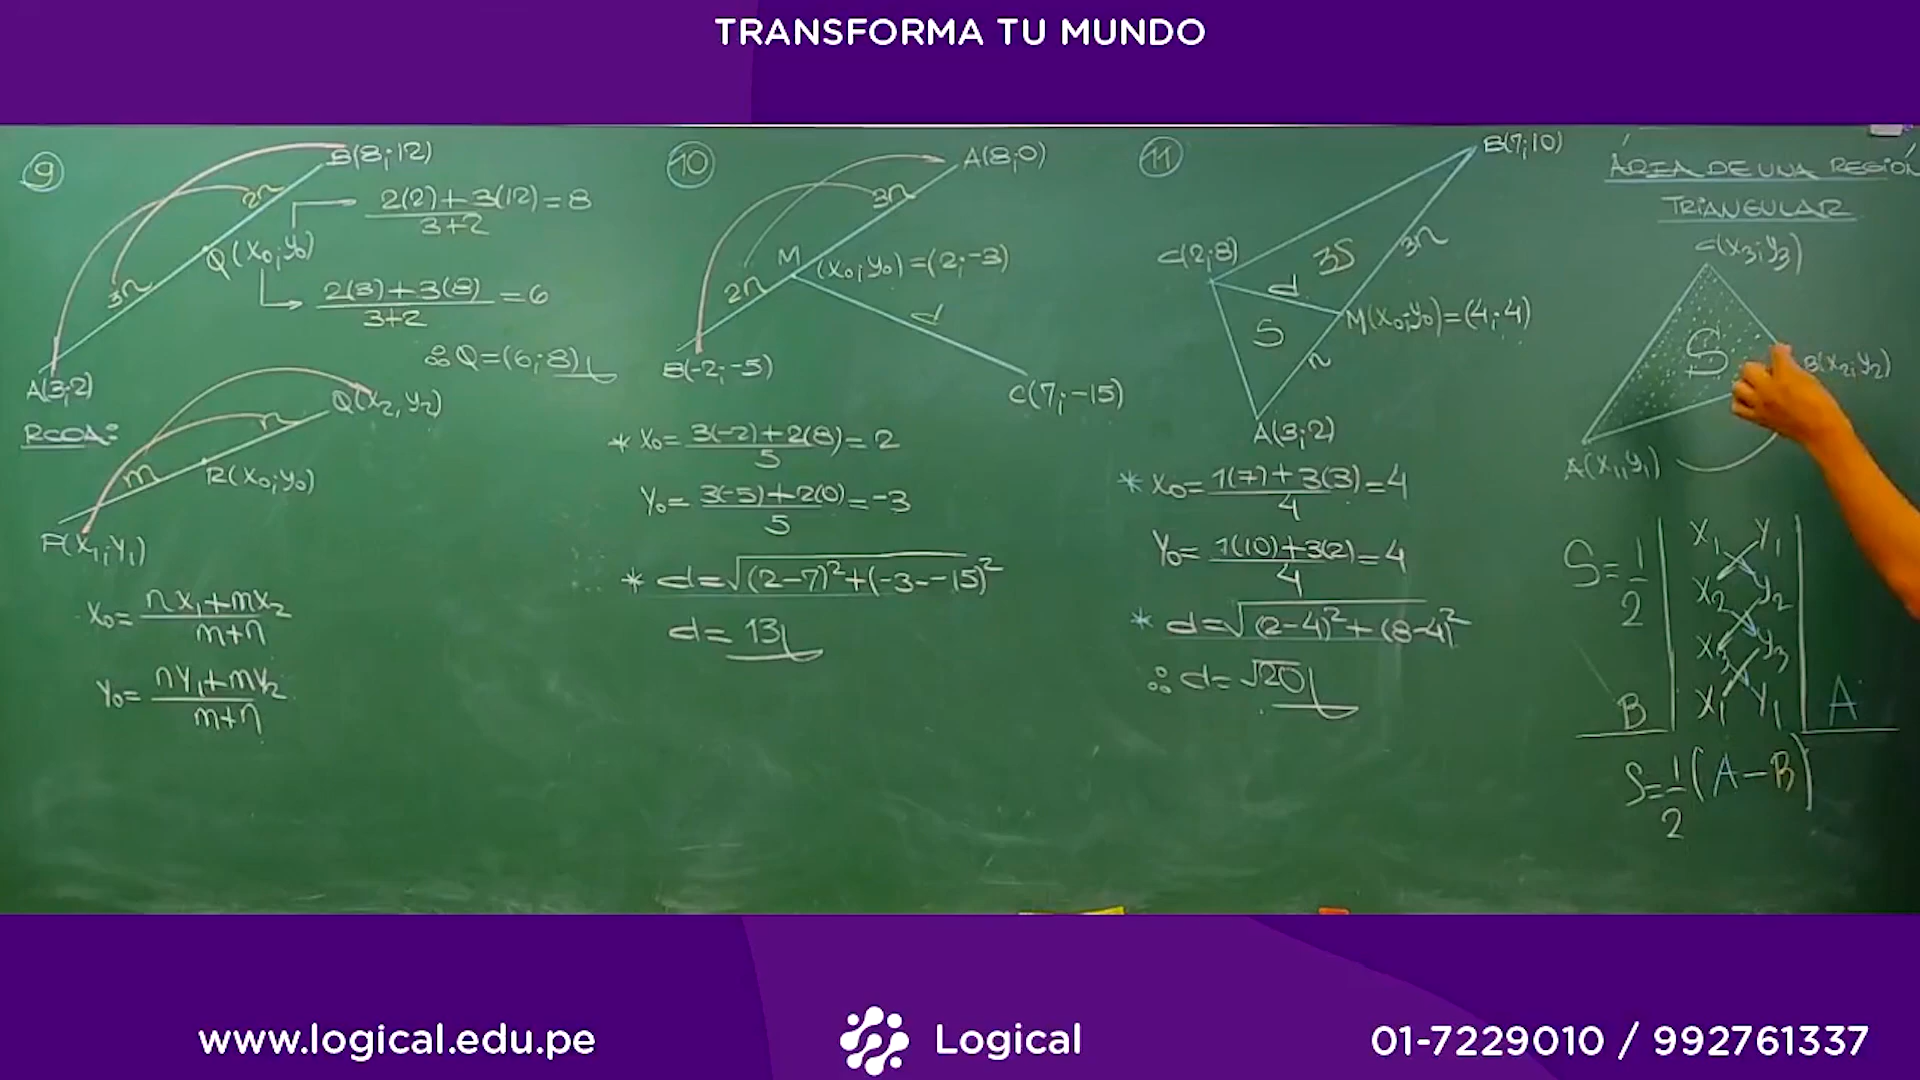 TRANSFORMA TU MUNDO
9
B(8;12)
2n
2(2)+3(12)=8
3+2
Q(x₀;y₀)
3n
2(3)+3(8)=6
3+2
∴ Q=(6;8)
A(3;2)
RCDA:
Q(x₂,y₂)
n
m
R(x₀;y₀)
P(x₁;y₁)
x₀=nx₁+mx₂
m+n
y₀=ny₁+my₂
m+n
10
A(8;0)
3n
M
(x₀;y₀)=(2;-3)
2n
d
B(-2;-5)
C(7;-15)
* x₀=3(-2)+2(8)=2
5
y₀=3(-5)+2(0)=-3
5
* d=√(2-7)²+(-3--15)²
d=13
11
B(7;10)
C(2;8)
3S
3n
d
M(x₀;y₀)=(4;4)
S
n
A(3;2)
* x₀=1(7)+3(3)=4
4
y₀=1(10)+3(2)=4
4
* d=√(2-4)²+(8-4)²
∴ d=√20
ÁREA DE UNA REGIÓN
TRIANGULAR
C(x₃;y₃)
S
B(x₂;y₂)
A(x₁,y₁)
S=1
2
x₁ y₁
x₂ y₂
x₃ y₃
x₁ y₁
B
A
S=1(A-B)
2
www.logical.edu.pe
Logical
01-7229010 / 992761337